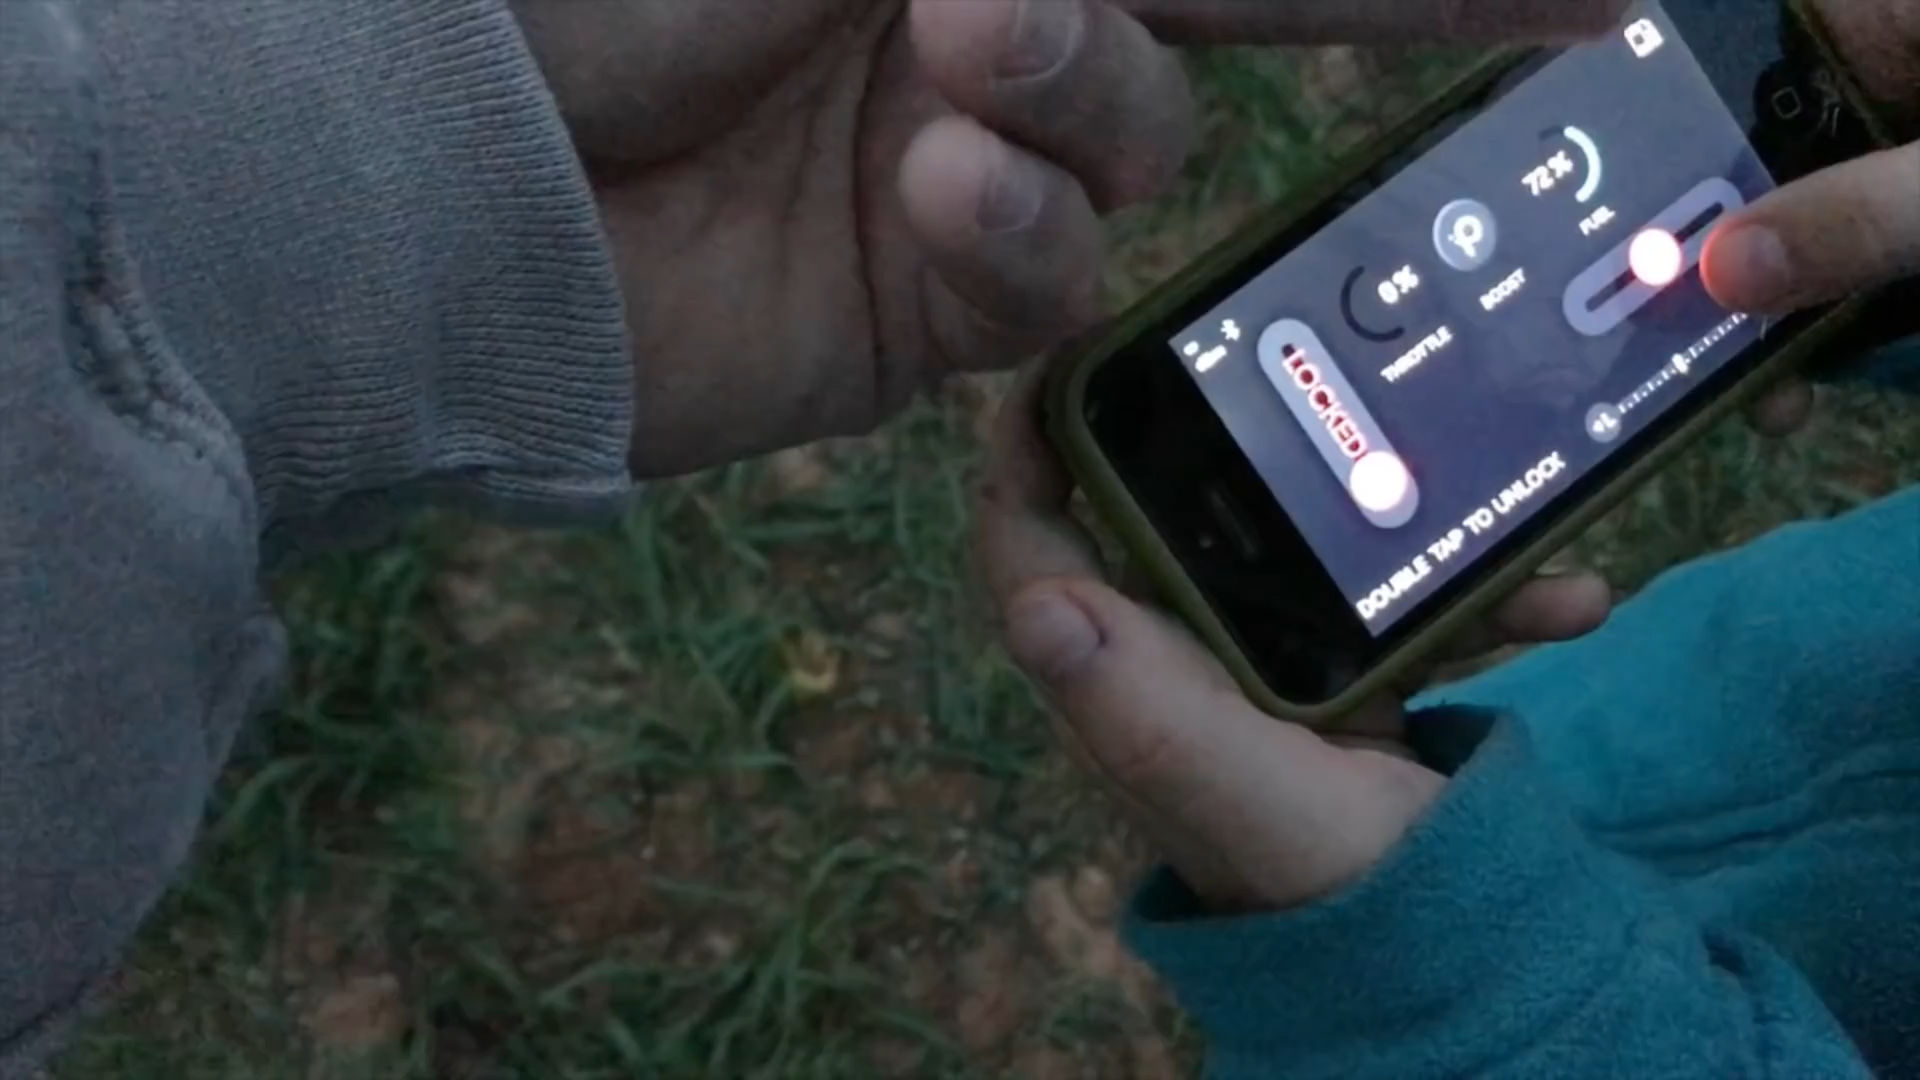 LOCKED
0%
THROTTLE
BOOST
72%
FUEL
DOUBLE TAP TO UNLOCK